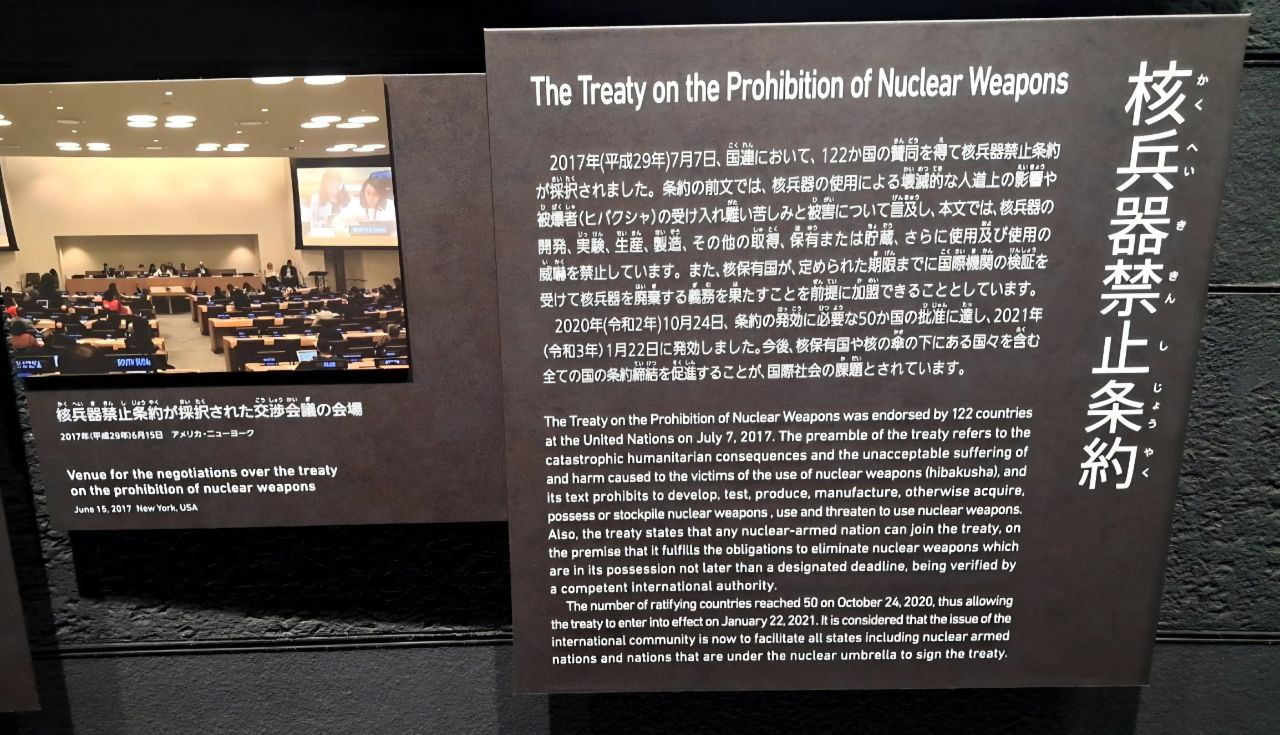 SOUTH SUDAN
核兵器禁止条約が採択された交渉会議の会場
2017年(平成29年)6月15日 アメリカ・ニューヨーク
Venue for the negotiations over the treaty
on the prohibition of nuclear weapons
June 15, 2017 New York, USA
The Treaty on the Prohibition of Nuclear Weapons
核兵器禁止条約
かくへいききんしじょうやく
2017年(平成29年)7月7日、国連において、122か国の賛同を得て核兵器禁止条約
が採択されました。条約の前文では、核兵器の使用による壊滅的な人道上の影響や
被爆者(ヒバクシャ)の受け入れ難い苦しみと被害について言及し、本文では、核兵器の
開発、実験、生産、製造、その他の取得、保有または貯蔵、さらに使用及び使用の
威嚇を禁止しています。また、核保有国が、定められた期限までに国際機関の検証を
受けて核兵器を廃棄する義務を果たすことを前提に加盟できることとしています。
2020年(令和2年)10月24日、条約の発効に必要な50か国の批准に達し、2021年
(令和3年)1月22日に発効しました。今後、核保有国や核の傘の下にある国々を含む
全ての国の条約締結を促進することが、国際社会の課題とされています。
The Treaty on the Prohibition of Nuclear Weapons was endorsed by 122 countries
at the United Nations on July 7, 2017. The preamble of the treaty refers to the
catastrophic humanitarian consequences and the unacceptable suffering of
and harm caused to the victims of the use of nuclear weapons (hibakusha), and
its text prohibits to develop, test, produce, manufacture, otherwise acquire,
possess or stockpile nuclear weapons , use and threaten to use nuclear weapons.
Also, the treaty states that any nuclear-armed nation can join the treaty, on
the premise that it fulfills the obligations to eliminate nuclear weapons which
are in its possession not later than a designated deadline, being verified by
a competent international authority.
The number of ratifying countries reached 50 on October 24, 2020, thus allowing
the treaty to enter into effect on January 22, 2021. It is considered that the issue of the
international community is now to facilitate all states including nuclear armed
nations and nations that are under the nuclear umbrella to sign the treaty.